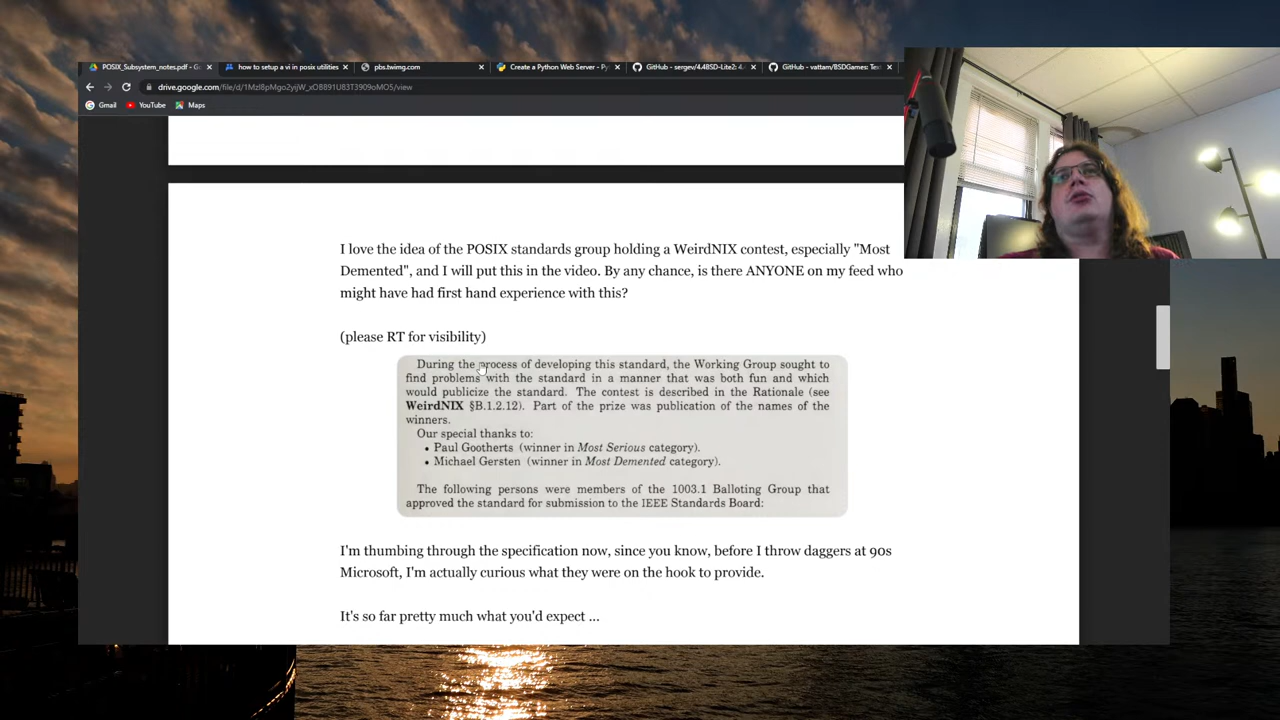 POSIX_Subsystem_notes.pdf - G
how to setup a vi in posix utilities
pbs.twimg.com
Create a Python Web Server - Py
GitHub - sergev/4.4BSD-Lite2: 4.
GitHub - vattam/BSDGames: Tex
drive.google.com/file/d/
Gmail
YouTube
Maps
I love the idea of the POSIX standards group holding a WeirdNIX contest, especially "Most
Demented", and I will put this in the video. By any chance, is there ANYONE on my feed who
might have had first hand experience with this?
(please RT for visibility)
During the process of developing this standard, the Working Group sought to
find problems with the standard in a manner that was both fun and which
would publicize the standard. The contest is described in the Rationale (see
WeirdNIX §B.1.2.12). Part of the prize was publication of the names of the
winners.
Our special thanks to:
• Paul Gootherts (winner in Most Serious category).
• Michael Gersten (winner in Most Demented category).
The following persons were members of the 1003.1 Balloting Group that
approved the standard for submission to the IEEE Standards Board:
I'm thumbing through the specification now, since you know, before I throw daggers at 90s
Microsoft, I'm actually curious what they were on the hook to provide.
It's so far pretty much what you'd expect ...